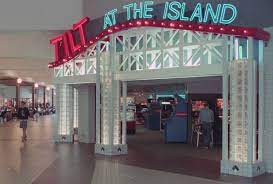 TILT AT THE ISLAND